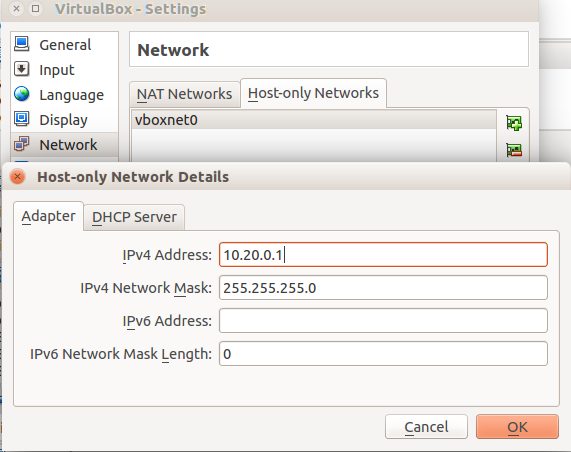 VirtualBox - Settings
General
Input
Language
Display
Network
Network
NAT Networks
Host-only Networks
vboxnet0
Host-only Network Details
Adapter
DHCP Server
IPv4 Address: 10.20.0.1
IPv4 Network Mask: 255.255.255.0
IPv6 Address:
IPv6 Network Mask Length: 0
Cancel
OK